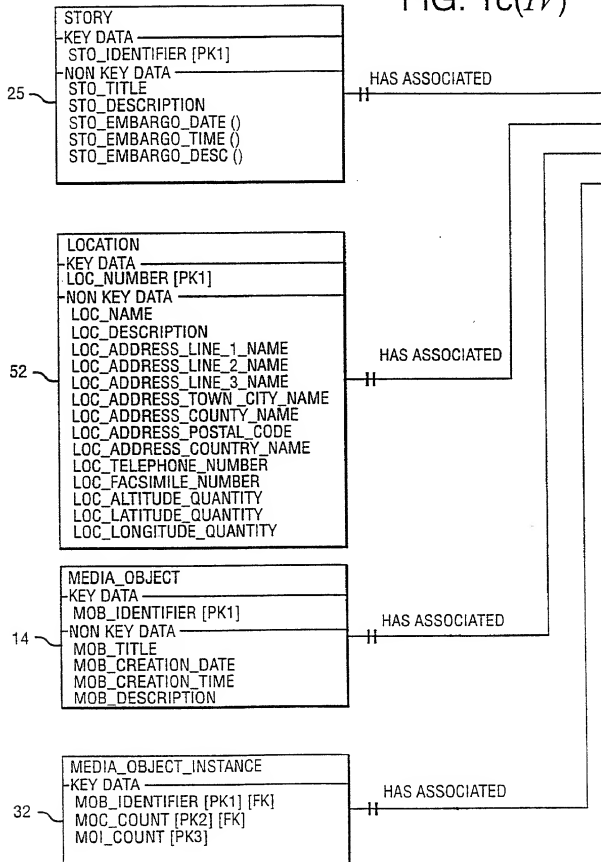 FIG. 1c(IV)
STORY
KEY DATA
STO_IDENTIFIER [PK1]
NON KEY DATA
STO_TITLE
STO_DESCRIPTION
STO_EMBARGO_DATE ()
STO_EMBARGO_TIME ()
STO_EMBARGO_DESC ()
25
HAS ASSOCIATED
LOCATION
KEY DATA
LOC_NUMBER [PK1]
NON KEY DATA
LOC_NAME
LOC_DESCRIPTION
LOC_ADDRESS_LINE_1_NAME
LOC_ADDRESS_LINE_2_NAME
LOC_ADDRESS_LINE_3_NAME
LOC_ADDRESS_TOWN_CITY_NAME
LOC_ADDRESS_COUNTY_NAME
LOC_ADDRESS_POSTAL_CODE
LOC_ADDRESS_COUNTRY_NAME
LOC_TELEPHONE_NUMBER
LOC_FACSIMILE_NUMBER
LOC_ALTITUDE_QUANTITY
LOC_LATITUDE_QUANTITY
LOC_LONGITUDE_QUANTITY
52
HAS ASSOCIATED
MEDIA_OBJECT
KEY DATA
MOB_IDENTIFIER [PK1]
NON KEY DATA
MOB_TITLE
MOB_CREATION_DATE
MOB_CREATION_TIME
MOB_DESCRIPTION
14
HAS ASSOCIATED
MEDIA_OBJECT_INSTANCE
KEY DATA
MOB_IDENTIFIER [PK1] [FK]
MOC_COUNT [PK2] [FK]
MOI_COUNT [PK3]
32
HAS ASSOCIATED